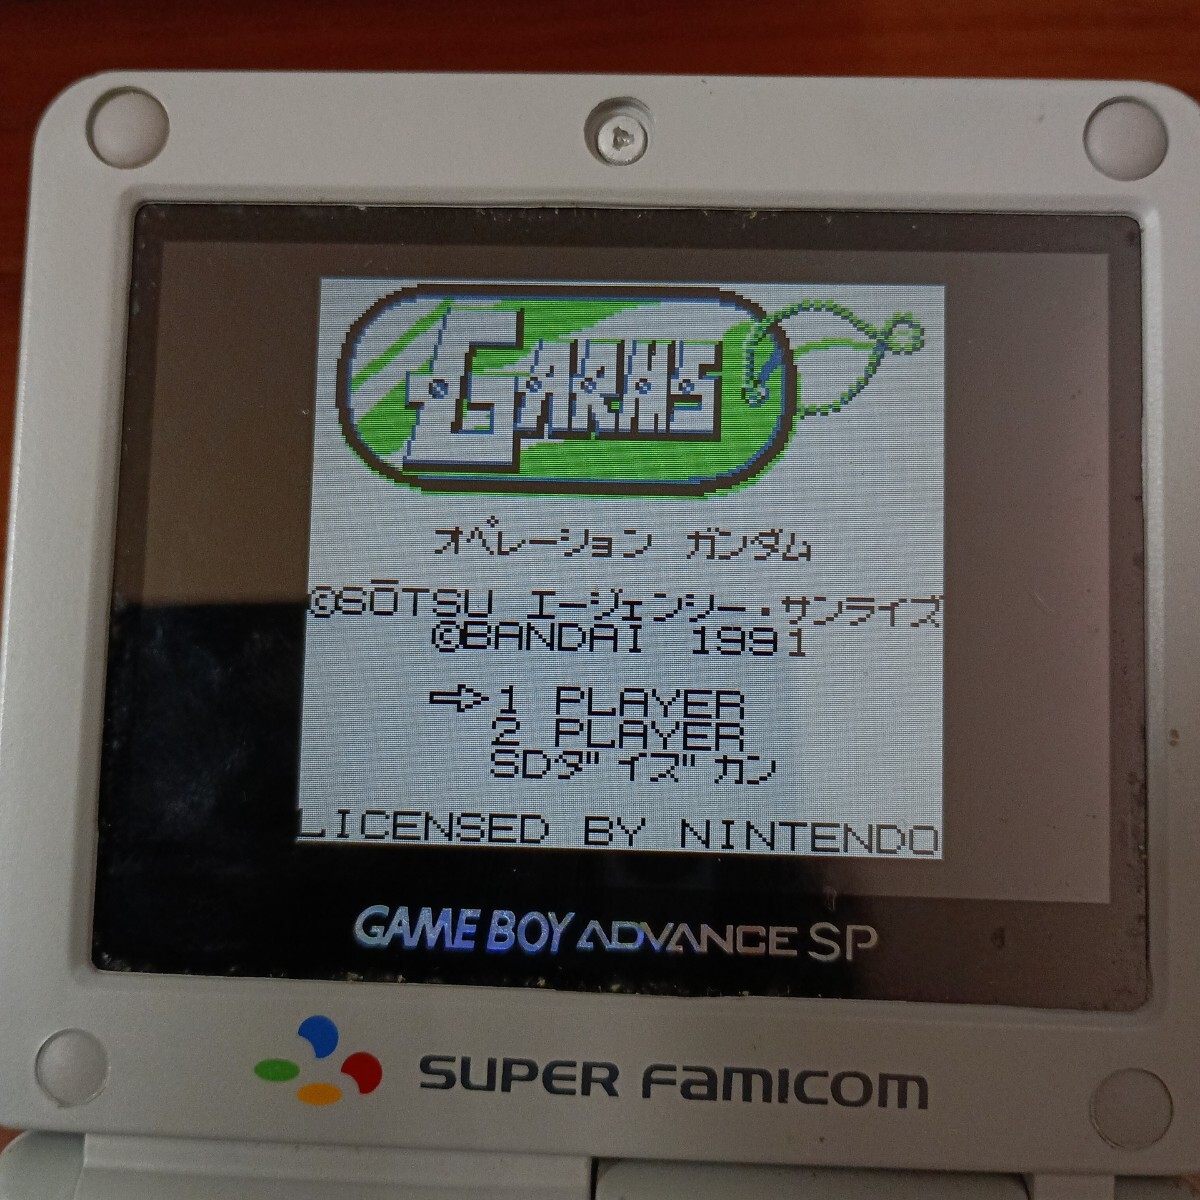 G-ARMS
オペレーション ガンダム
©SŌTSU エージェンシー・サンライズ
©BANDAI 1991
⇨1 PLAYER
2 PLAYER
SDダイズカン
LICENSED BY NINTENDO
GAME BOY ADVANCE SP
SUPER FAMICOM